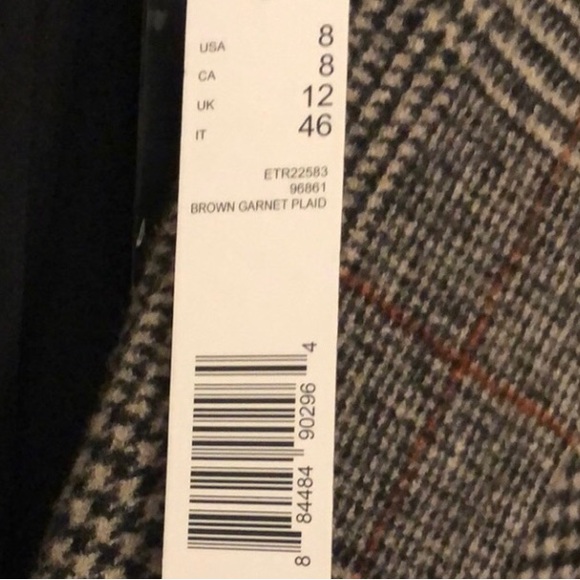 USA 8
CA 8
UK 12
IT 46
ETR22583
96861
BROWN GARNET PLAID
8 84484 90296 4